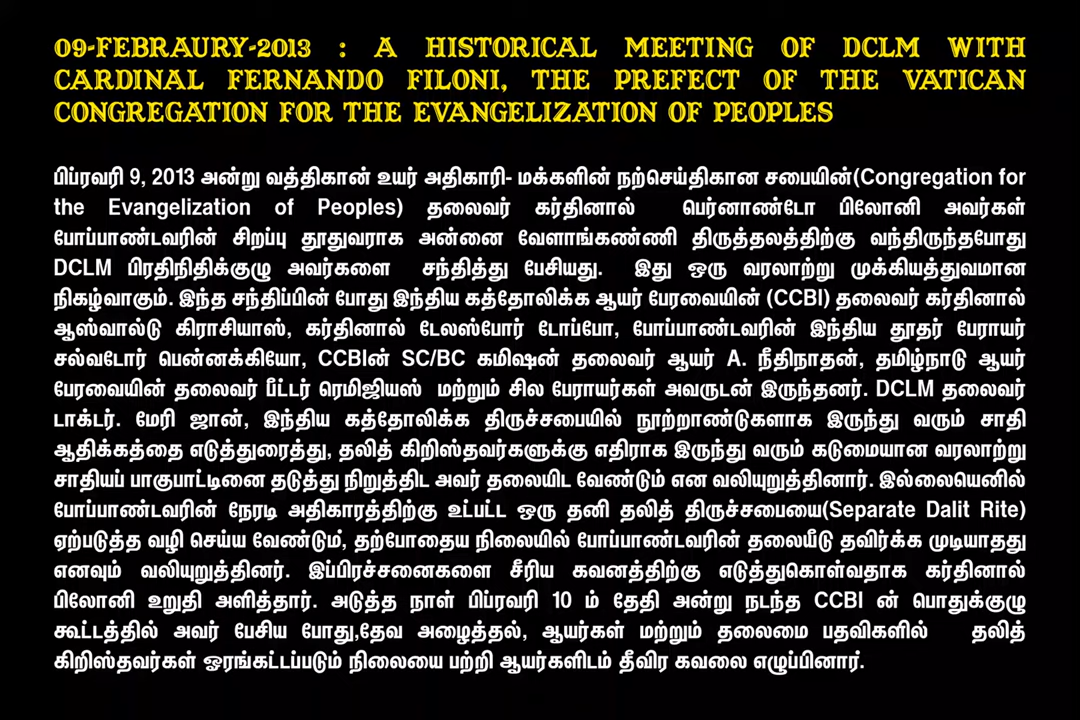 09-FEBRAURY-2013 : A HISTORICAL MEETING OF DCLM WITH
CARDINAL FERNANDO FILONI, THE PREFECT OF THE VATICAN
CONGREGATION FOR THE EVANGELIZATION OF PEOPLES
பிப்ரவரி 9, 2013 அன்று வத்திகான் உயர் அதிகாரி- மக்களின் நற்செய்திகான சபையின்(Congregation for
the Evangelization of Peoples) தலைவர் கர்தினால் பெர்னாண்டோ பிலோனி அவர்கள்
போப்பாண்டவரின் சிறப்பு தூதுவராக அன்னை வேளாங்கண்ணி திருத்தலத்திற்கு வந்திருந்தபோது
DCLM பிரதிநிதிக்குழு அவர்களை சந்தித்து பேசியது. இது ஒரு வரலாற்று முக்கியத்துவமான
நிகழ்வாகும். இந்த சந்திப்பின் போது இந்திய கத்தோலிக்க ஆயர் பேரவையின் (CCBI) தலைவர் கர்தினால்
ஆஸ்வால்டு கிராசியாஸ், கர்தினால் டேலஸ்போர் டோப்போ, போப்பாண்டவரின் இந்திய தூதர் பேராயர்
சல்வடோர் பென்னக்கியோ, CCBIன் SC/BC கமிஷன் தலைவர் ஆயர் A. நீதிநாதன், தமிழ்நாடு ஆயர்
பேரவையின் தலைவர் பீட்டர் ரெமிஜியஸ் மற்றும் சில பேராயர்கள் அவருடன் இருந்தனர். DCLM தலைவர்
டாக்டர். மேரி ஜான், இந்திய கத்தோலிக்க திருச்சபையில் நூற்றாண்டுகளாக இருந்து வரும் சாதி
ஆதிக்கத்தை எடுத்துரைத்து, தலித் கிறிஸ்தவர்களுக்கு எதிராக இருந்து வரும் கடுமையான வரலாற்று
சாதியப் பாகுபாட்டினை தடுத்து நிறுத்திட அவர் தலையிட வேண்டும் என வலியுறுத்தினார். இல்லையெனில்
போப்பாண்டவரின் நேரடி அதிகாரத்திற்கு உட்பட்ட ஒரு தனி தலித் திருச்சபையை(Separate Dalit Rite)
ஏற்படுத்த வழி செய்ய வேண்டும், தற்போதைய நிலையில் போப்பாண்டவரின் தலையீடு தவிர்க்க முடியாதது
எனவும் வலியுறுத்தினர். இப்பிரச்சனைகளை சீரிய கவனத்திற்கு எடுத்துகொள்வதாக கர்தினால்
பிலோனி உறுதி அளித்தார். அடுத்த நாள் பிப்ரவரி 10 ம் தேதி அன்று நடந்த CCBI ன் பொதுக்குழு
கூட்டத்தில் அவர் பேசிய போது,தேவ அழைத்தல், ஆயர்கள் மற்றும் தலைமை பதவிகளில் தலித்
கிறிஸ்தவர்கள் ஓரங்கட்டப்படும் நிலையை பற்றி ஆயர்களிடம் தீவிர கவலை எழுப்பினார்.